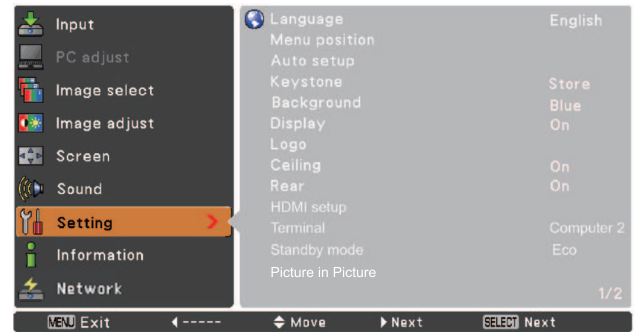 Input
PC adjust
Image select
Image adjust
Screen
Sound
Setting
Information
Network
Language English
Menu position
Auto setup
Keystone Store
Background Blue
Display On
Logo
Ceiling On
Rear On
HDMI setup
Terminal Computer 2
Standby mode Eco
Picture in Picture
1/2
MENU Exit ◀----- Move Next SELECT Next